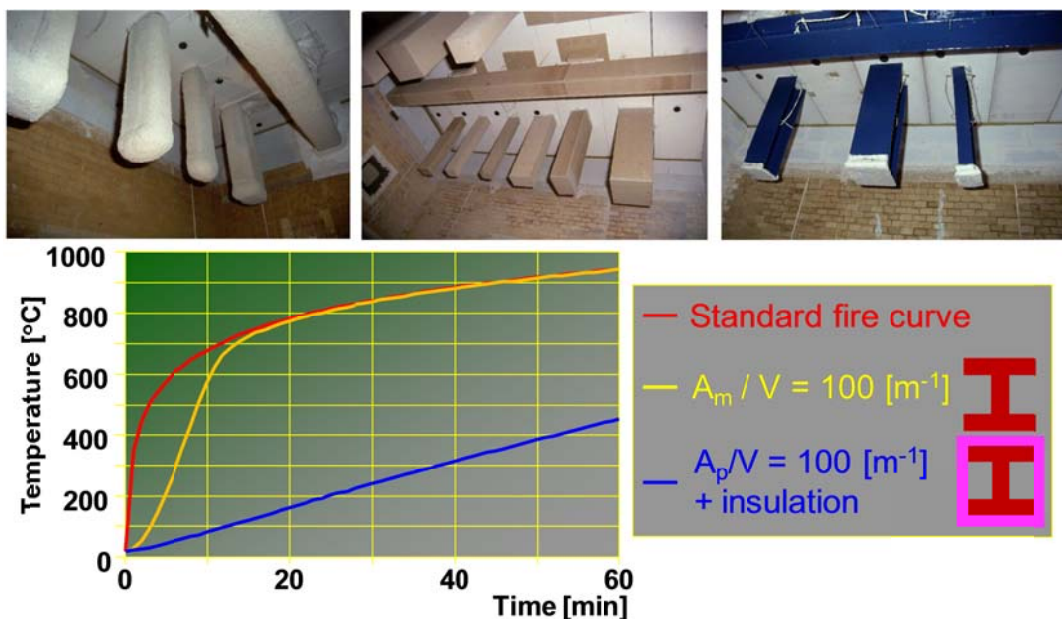 1000
800
600
400
200
0
Temperature [°C]
0 20 40 60
Time [min]
Standard fire curve
Aₘ / V = 100 [m⁻¹]
Aₚ/V = 100 [m⁻¹]
+ insulation